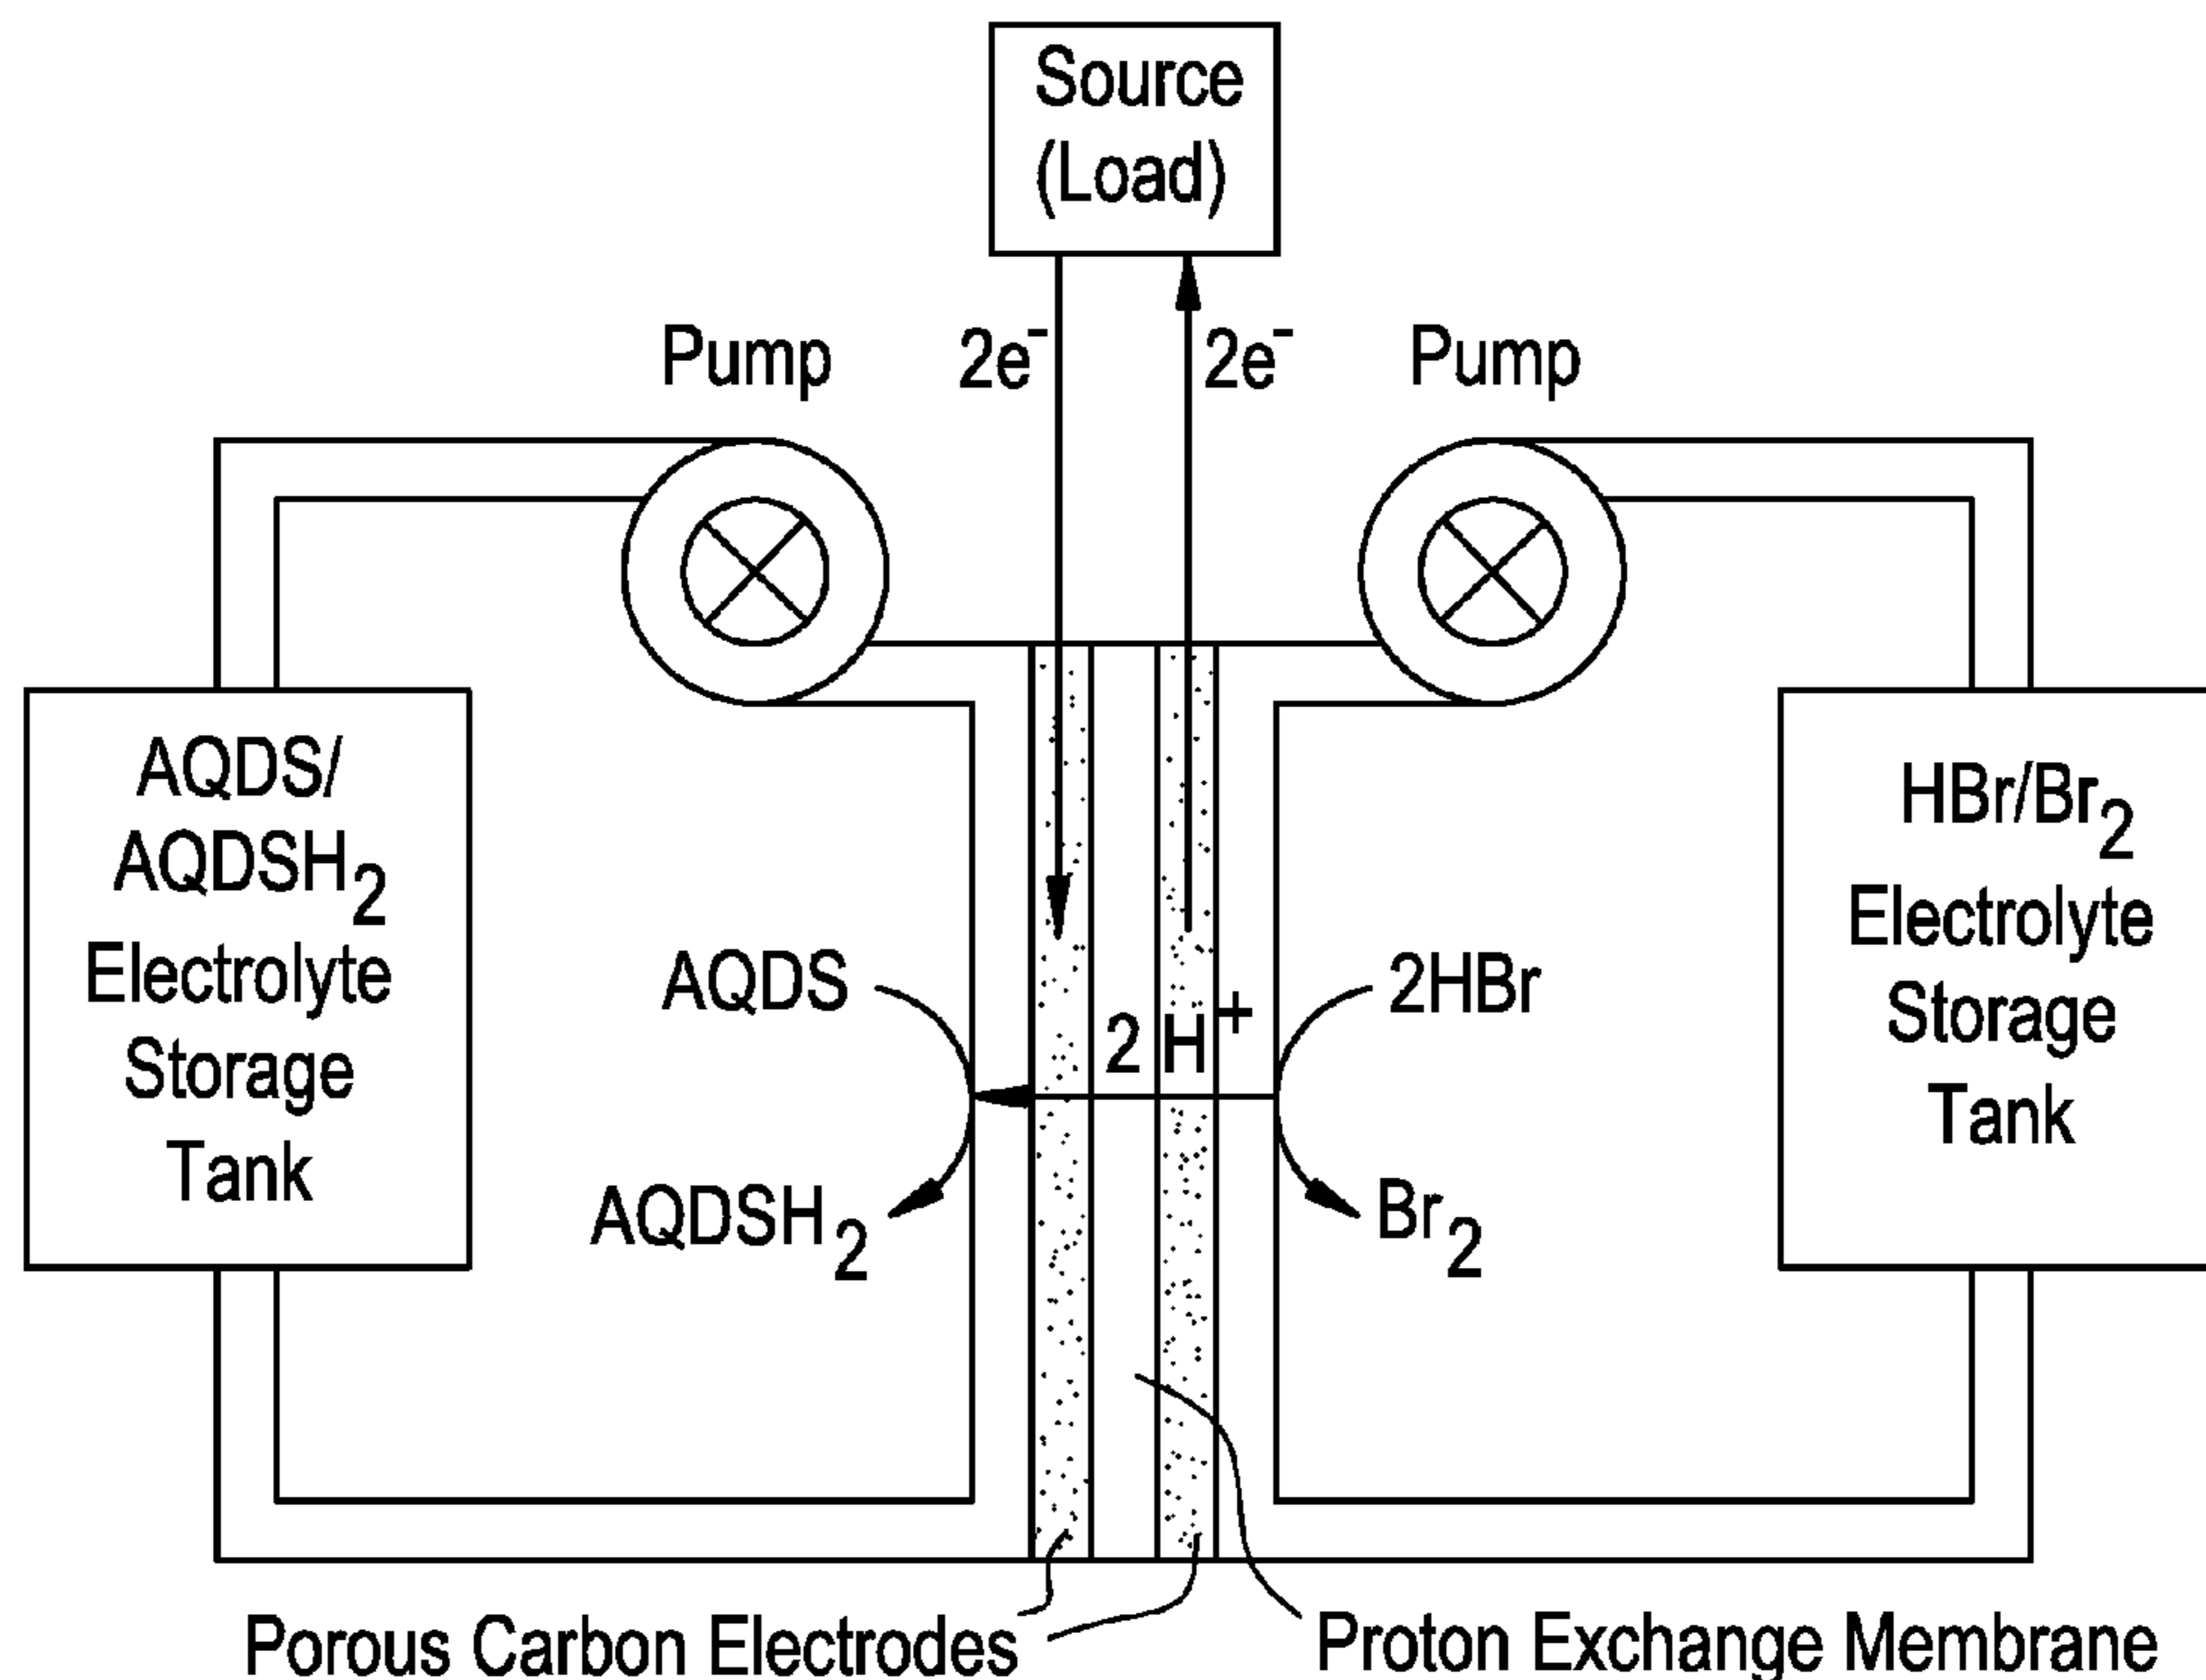 Source
(Load)
Pump
2e⁻
2e⁻
Pump
AQDS/
AQDSH₂
Electrolyte
Storage
Tank
HBr/Br₂
Electrolyte
Storage
Tank
AQDS
2H⁺
2HBr
AQDSH₂
Br₂
Porous Carbon Electrodes
Proton Exchange Membrane